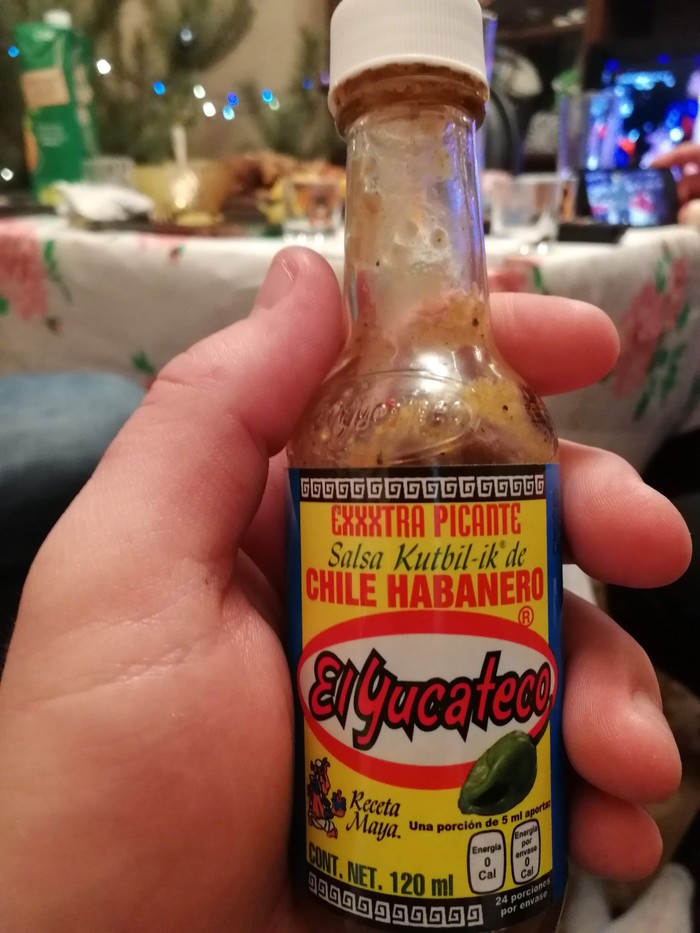 EXXXTRA PICANTE
Salsa Kutbil-ik® de
CHILE HABANERO
®
El Yucateco
Receta
Maya.
Una porción de 5 ml aporta:
Energía
0
Cal
Energía
por
envase
0
Cal
CONT. NET. 120 ml
24 porciones
por envase